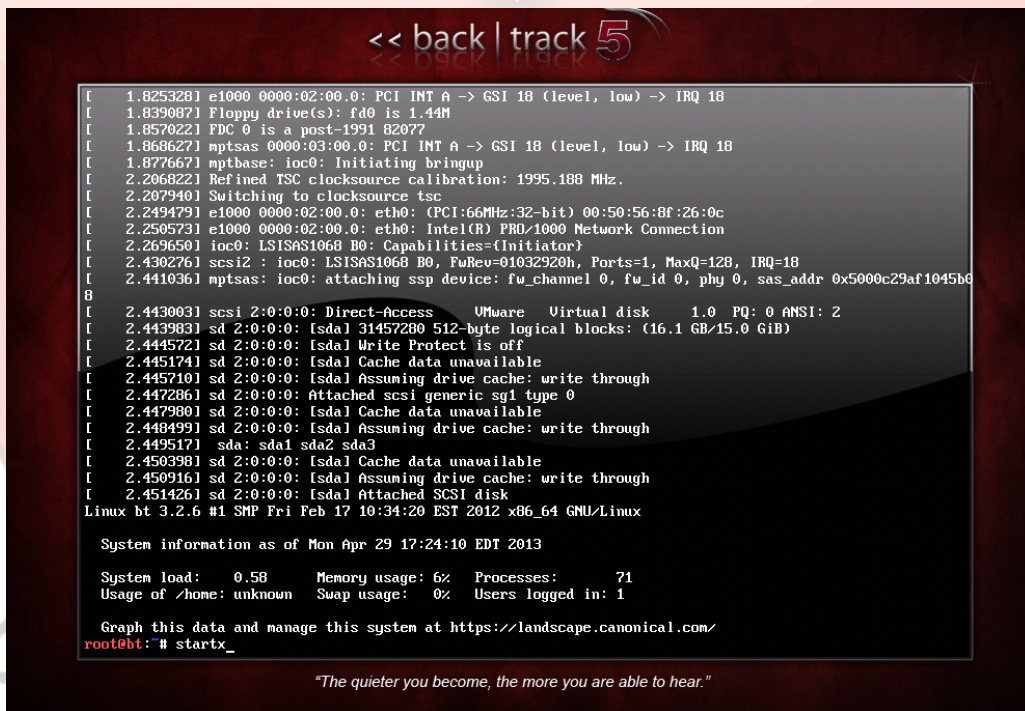 << back | track 5
[    1.825328] e1000 0000:02:00.0: PCI INT A -> GSI 18 (level, low) -> IRQ 18
[    1.839087] Floppy drive(s): fd0 is 1.44M
[    1.857022] FDC 0 is a post-1991 82077
[    1.868627] mptsas 0000:03:00.0: PCI INT A -> GSI 18 (level, low) -> IRQ 18
[    1.877667] mptbase: ioc0: Initiating bringup
[    2.206822] Refined TSC clocksource calibration: 1995.188 MHz.
[    2.207940] Switching to clocksource tsc
[    2.249479] e1000 0000:02:00.0: eth0: (PCI:66MHz:32-bit) 00:50:56:8f:26:0c
[    2.250573] e1000 0000:02:00.0: eth0: Intel(R) PRO/1000 Network Connection
[    2.269650] ioc0: LSISAS1068 B0: Capabilities={Initiator}
[    2.430276] scsi2 : ioc0: LSISAS1068 B0, FwRev=01032920h, Ports=1, MaxQ=128, IRQ=18
[    2.441036] mptsas: ioc0: attaching ssp device: fw_channel 0, fw_id 0, phy 0, sas_addr 0x5000c29af1045b0
8
[    2.443003] scsi 2:0:0:0: Direct-Access     VMware   Virtual disk     1.0  PQ: 0 ANSI: 2
[    2.443983] sd 2:0:0:0: [sda] 31457280 512-byte logical blocks: (16.1 GB/15.0 GiB)
[    2.444572] sd 2:0:0:0: [sda] Write Protect is off
[    2.445174] sd 2:0:0:0: [sda] Cache data unavailable
[    2.445710] sd 2:0:0:0: [sda] Assuming drive cache: write through
[    2.447286] sd 2:0:0:0: Attached scsi generic sg1 type 0
[    2.447980] sd 2:0:0:0: [sda] Cache data unavailable
[    2.448499] sd 2:0:0:0: [sda] Assuming drive cache: write through
[    2.449517]  sda: sda1 sda2 sda3
[    2.450398] sd 2:0:0:0: [sda] Cache data unavailable
[    2.450916] sd 2:0:0:0: [sda] Assuming drive cache: write through
[    2.451426] sd 2:0:0:0: [sda] Attached SCSI disk
Linux bt 3.2.6 #1 SMP Fri Feb 17 10:34:20 EST 2012 x86_64 GNU/Linux
System information as of Mon Apr 29 17:24:10 EDT 2013
System load:    0.58      Memory usage: 6%   Processes:       71
Usage of /home: unknown   Swap usage:   0%   Users logged in: 1
Graph this data and manage this system at https://landscape.canonical.com/
root@bt:~# startx_
“The quieter you become, the more you are able to hear.”